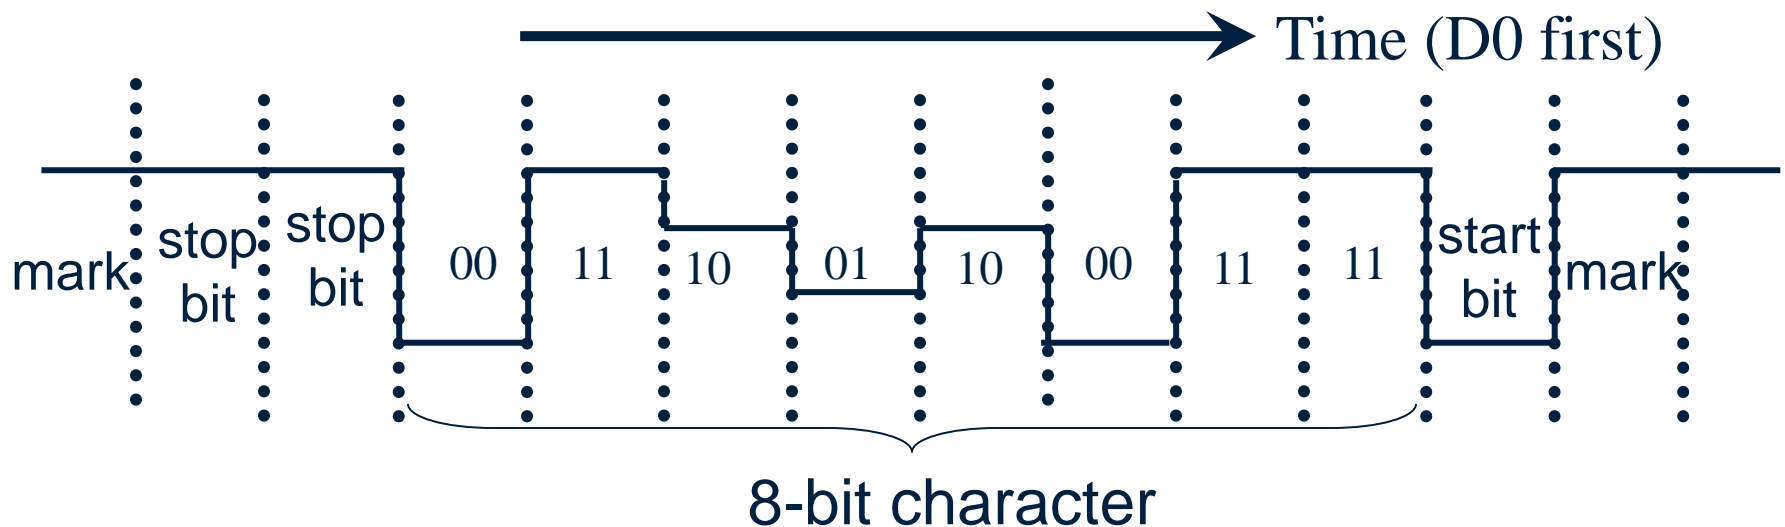 Time (D0 first)
mark
stop
bit
stop
bit
00
11
10
01
10
00
11
11
start
bit
mark
8-bit character